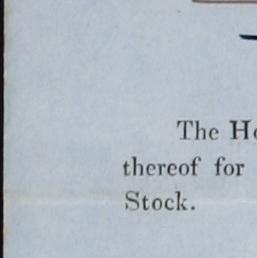 The
thereof for
Stock.